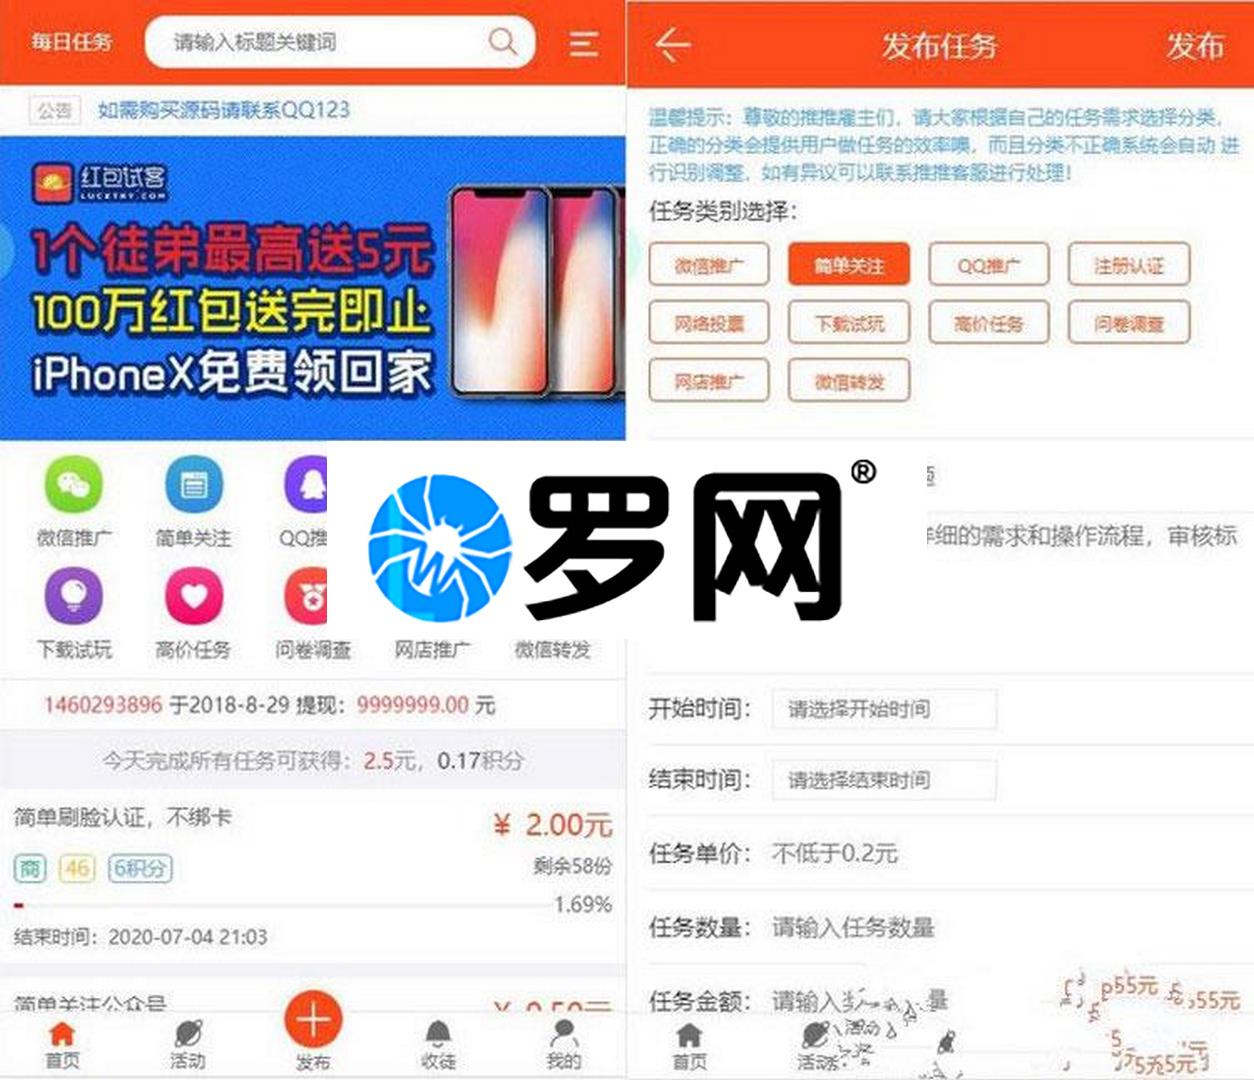 每日任务
请输入标题关键词
公告
如需购买源码请联系QQ123
红包试客
LUCKTRY.COM
1个徒弟最高送5元
100万红包送完即止
iPhoneX免费领回家
微信推广
简单关注
QQ推
下载试玩
高价任务
问卷调查
网店推广
微信转发
1460293896 于2018-8-29 提现：9999999.00 元
今天完成所有任务可获得：2.5元，0.17积分
简单刷脸认证，不绑卡
¥ 2.00元
商
46
6积分
剩余58份
1.69%
结束时间：2020-07-04 21:03
简单关注公众号
¥ 0.50元
首页
活动
发布
收徒
我的
罗网®
发布任务
发布
温馨提示：尊敬的推推雇主们，请大家根据自己的任务需求选择分类，
正确的分类会提供用户做任务的效率噢，而且分类不正确系统会自动 进
行识别调整，如有异议可以联系推推客服进行处理！
任务类别选择：
微信推广
简单关注
QQ推广
注册认证
网络投票
下载试玩
高价任务
问卷调查
网店推广
微信转发
细的需求和操作流程，审核标
开始时间：
请选择开始时间
结束时间：
请选择结束时间
任务单价：
不低于0.2元
任务数量：
请输入任务数量
任务金额：
请输入
量
首页